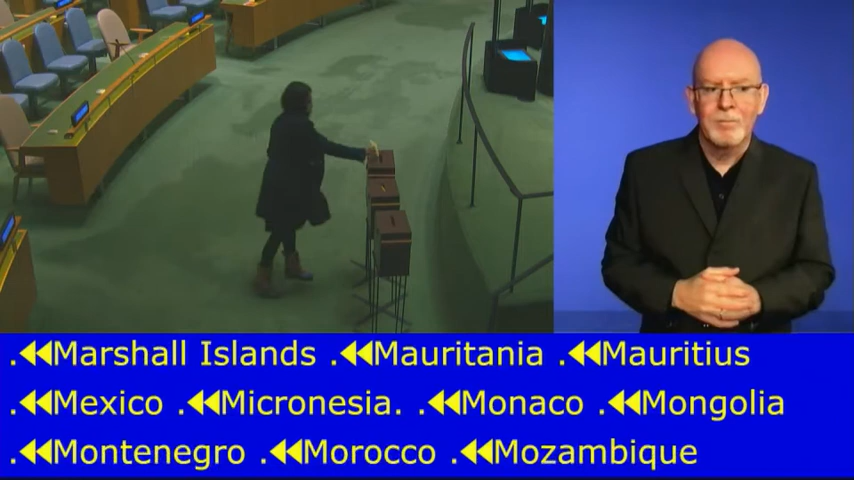 .⏪Marshall Islands .⏪Mauritania .⏪Mauritius
.⏪Mexico .⏪Micronesia. .⏪Monaco .⏪Mongolia
.⏪Montenegro .⏪Morocco .⏪Mozambique